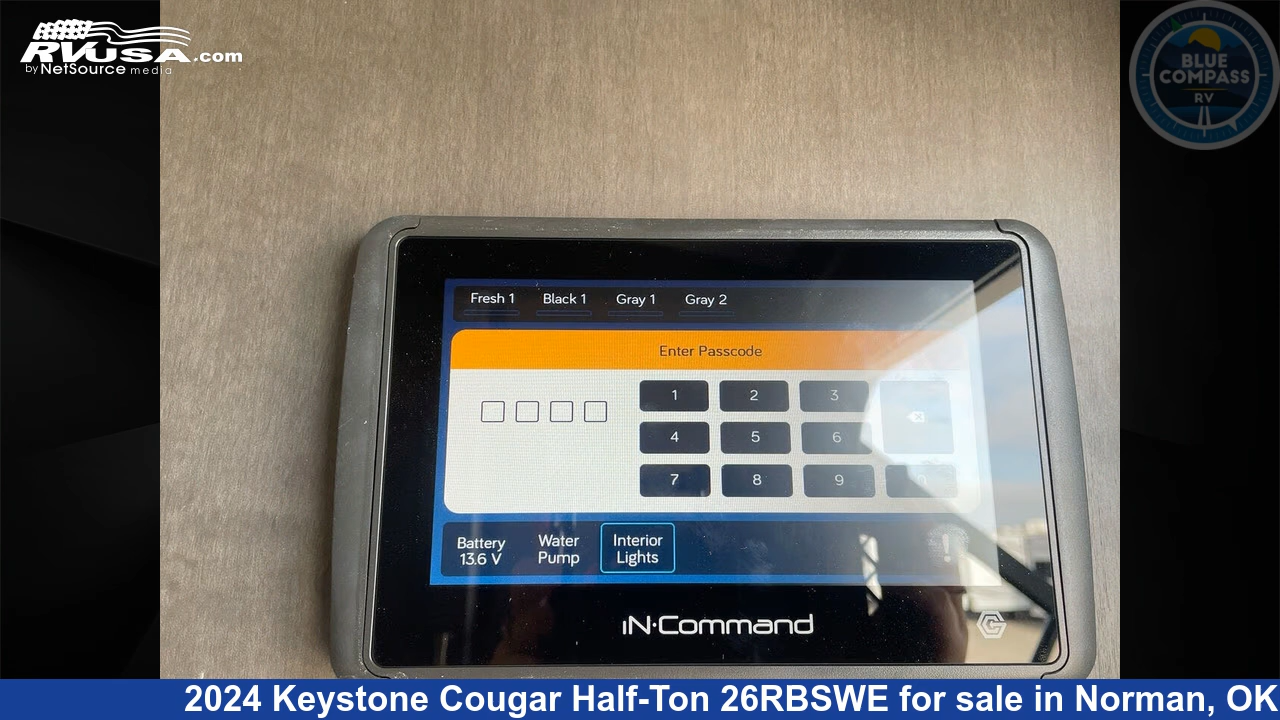 RVUSA.com
by NetSource media
BLUE
COMPASS
RV
Fresh 1 Black 1 Gray 1 Gray 2
Enter Passcode
1 2 3
4 5 6
7 8 9
Battery
13.6 V
Water
Pump
Interior
Lights
!
iN·Command
2024 Keystone Cougar Half-Ton 26RBSWE for sale in Norman, OK